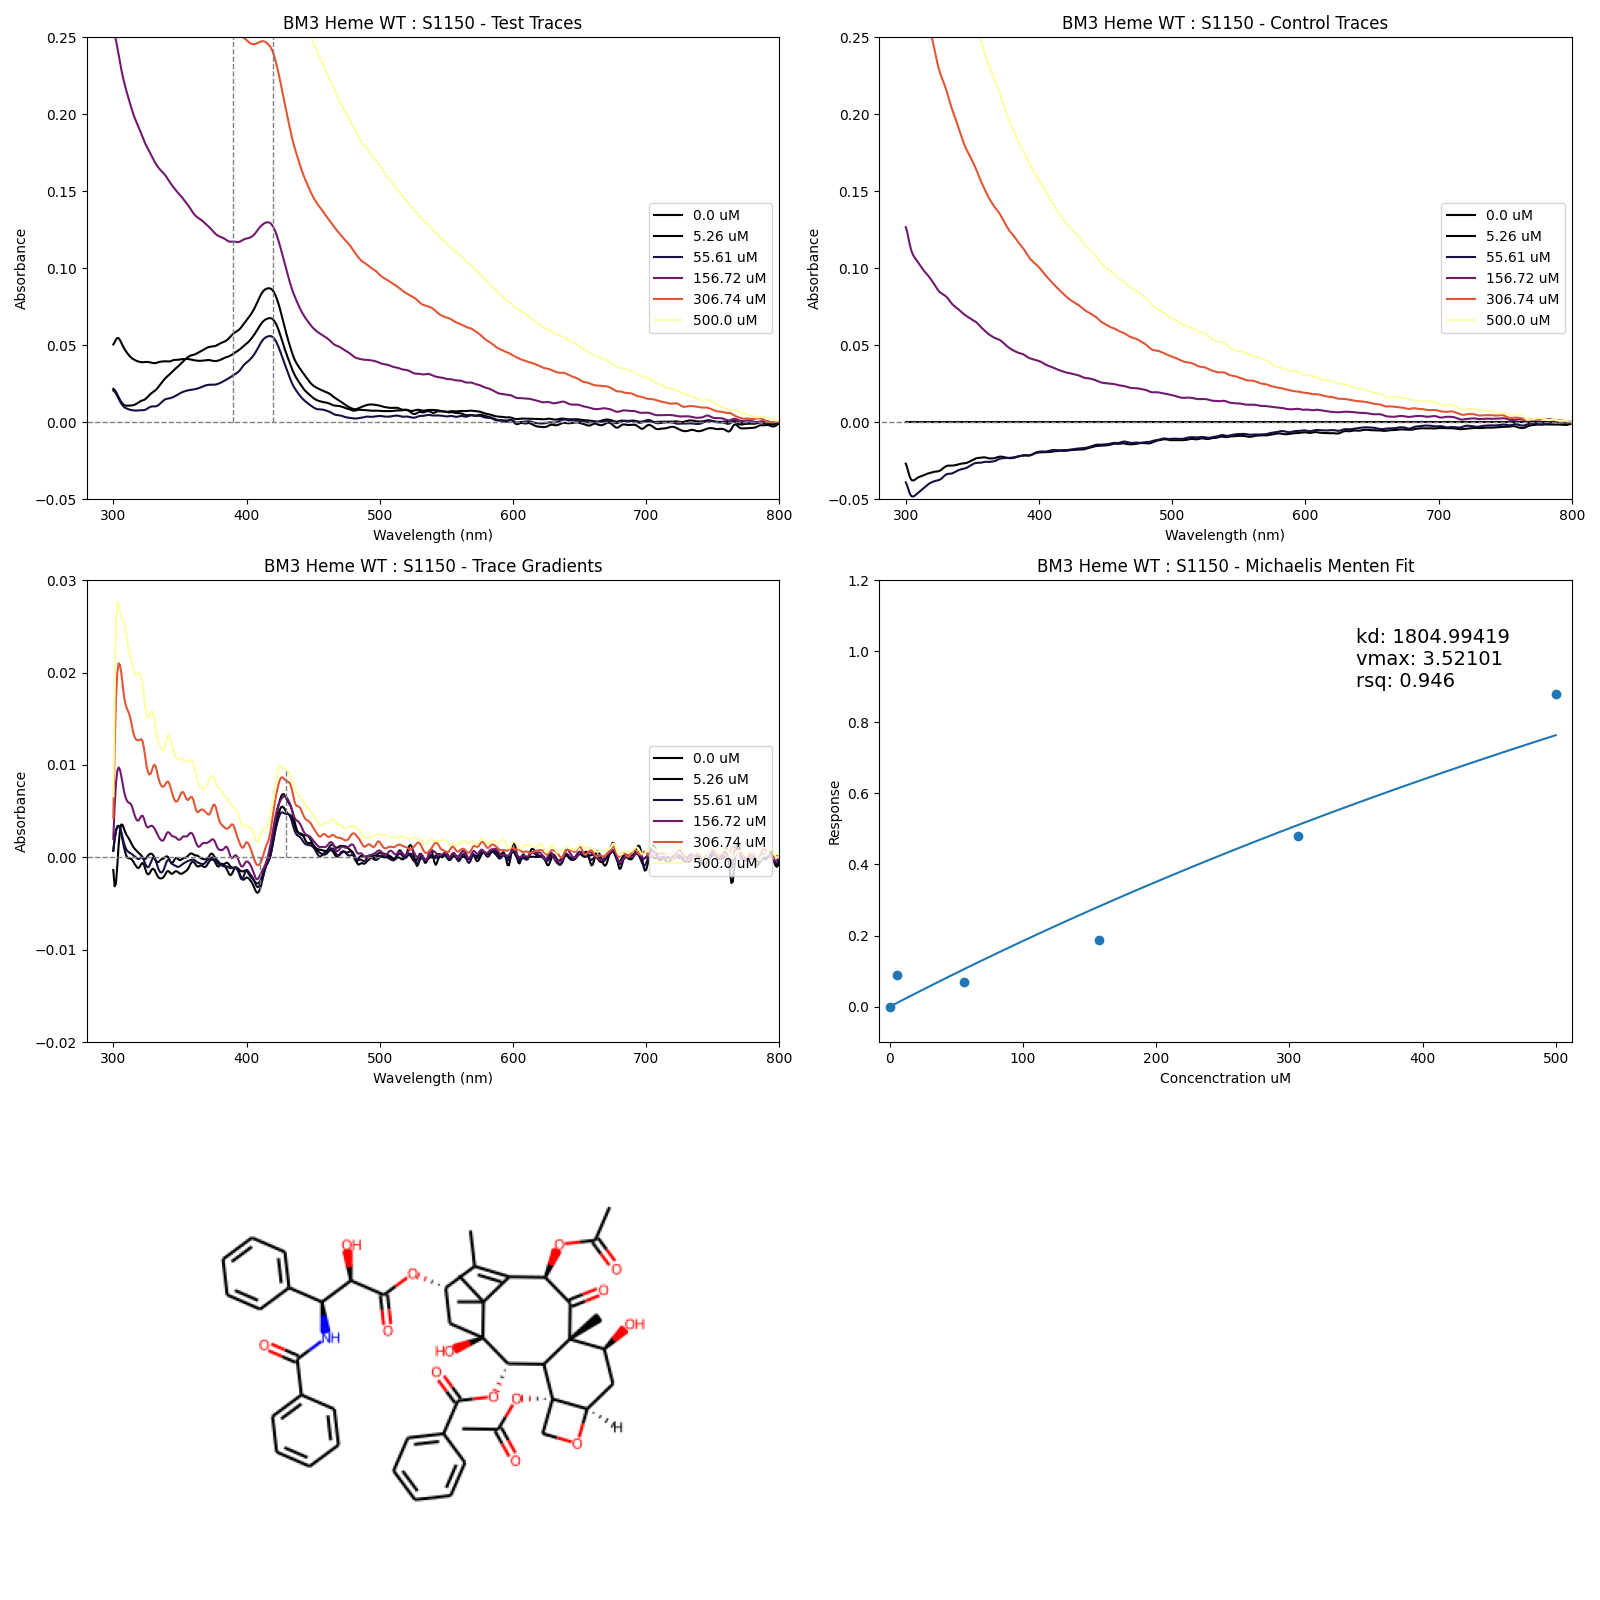 BM3 Heme WT : S1150 - Test Traces
Absorbance
0.25
0.20
0.15
0.10
0.05
0.00
−0.05
300 400 500 600 700 800
Wavelength (nm)
0.0 uM
5.26 uM
55.61 uM
156.72 uM
306.74 uM
500.0 uM
BM3 Heme WT : S1150 - Control Traces
Absorbance
0.25
0.20
0.15
0.10
0.05
0.00
−0.05
300 400 500 600 700 800
Wavelength (nm)
0.0 uM
5.26 uM
55.61 uM
156.72 uM
306.74 uM
500.0 uM
BM3 Heme WT : S1150 - Trace Gradients
Absorbance
0.03
0.02
0.01
0.00
−0.01
−0.02
300 400 500 600 700 800
Wavelength (nm)
0.0 uM
5.26 uM
55.61 uM
156.72 uM
306.74 uM
500.0 uM
BM3 Heme WT : S1150 - Michaelis Menten Fit
Response
1.2
1.0
0.8
0.6
0.4
0.2
0.0
0 100 200 300 400 500
Concenctration uM
kd: 1804.99419
vmax: 3.52101
rsq: 0.946
OH
O
O
O
O
O
OH
O
NH
O
HO
O
O
O
H
O
O